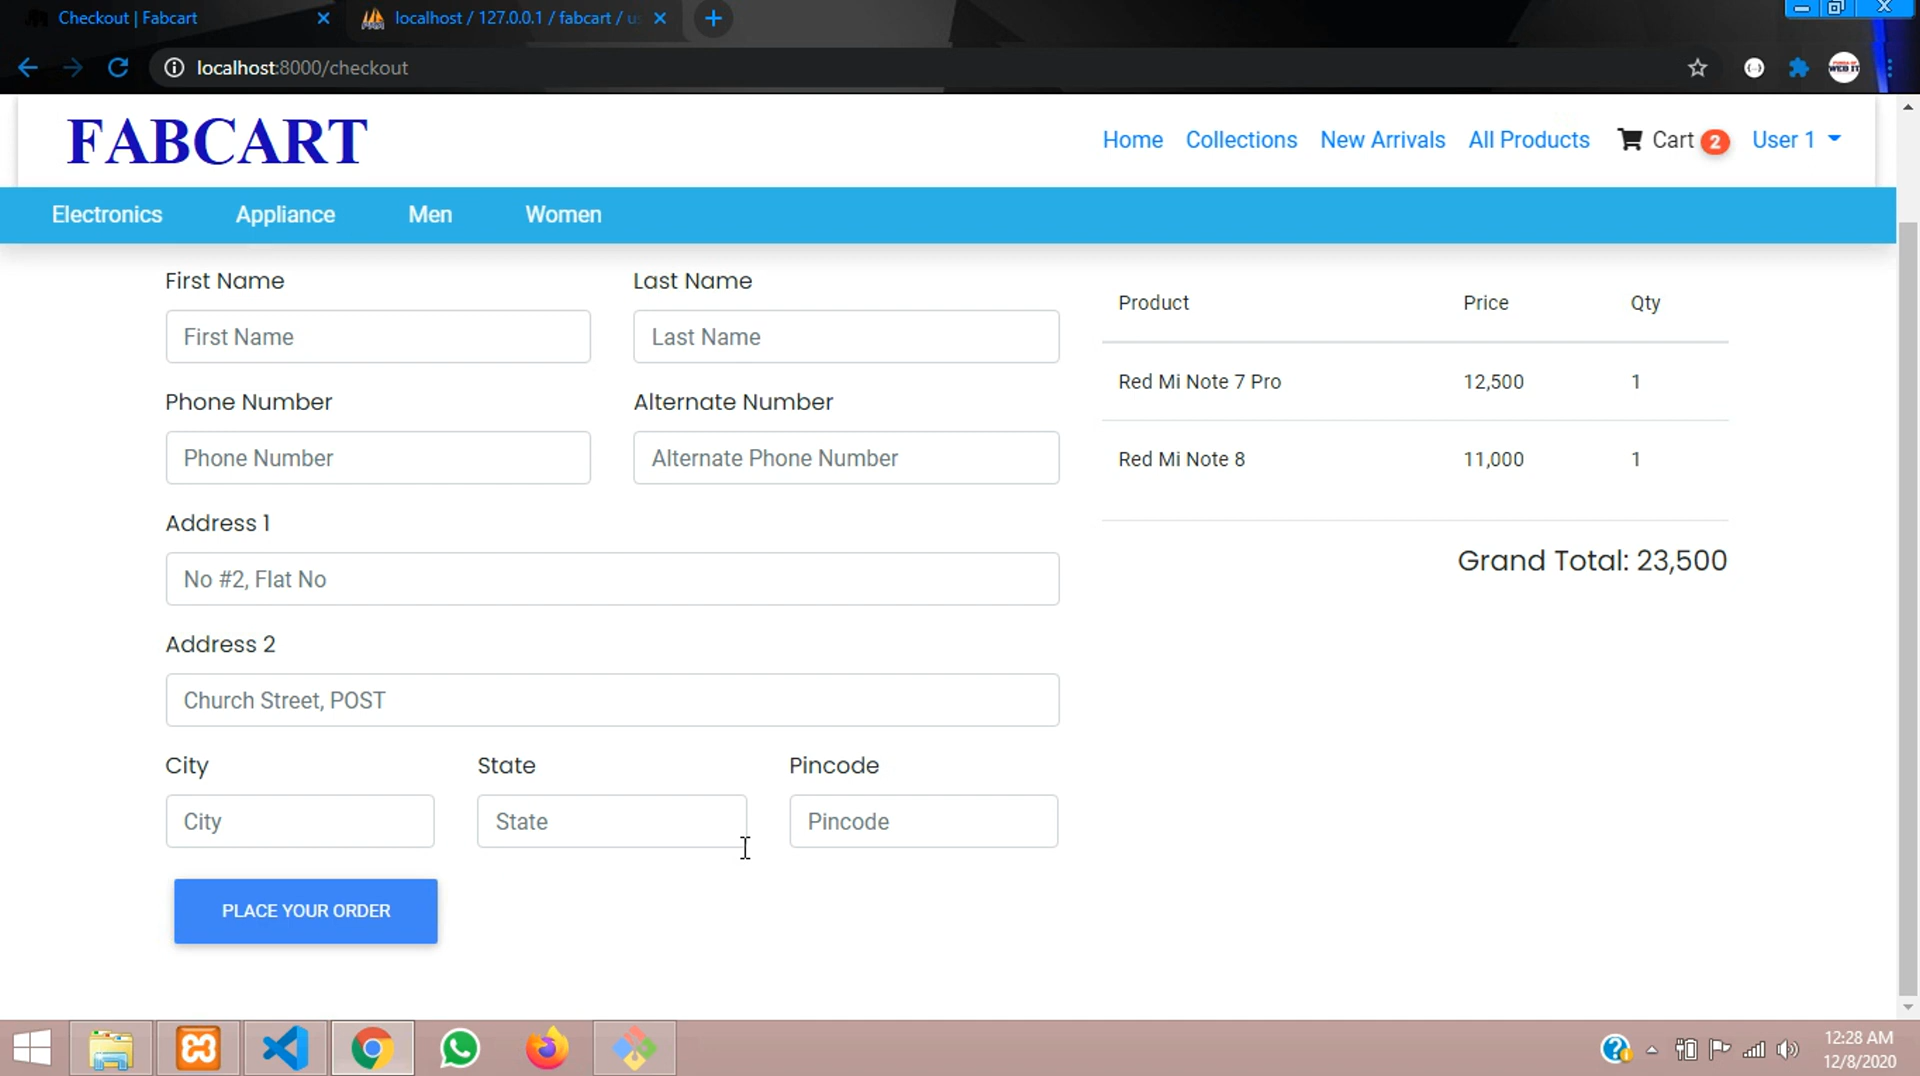 Checkout | Fabcart
localhost / 127.0.0.1 / fabcart / u
localhost:8000/checkout
FABCART
Home Collections New Arrivals All Products Cart 2 User 1
Electronics Appliance Men Women
First Name Last Name
First Name Last Name
Phone Number Alternate Number
Phone Number Alternate Phone Number
Address 1
No #2, Flat No
Address 2
Church Street, POST
City State Pincode
City State Pincode
PLACE YOUR ORDER
Product Price Qty
Red Mi Note 7 Pro 12,500 1
Red Mi Note 8 11,000 1
Grand Total: 23,500
12:28 AM
12/8/2020